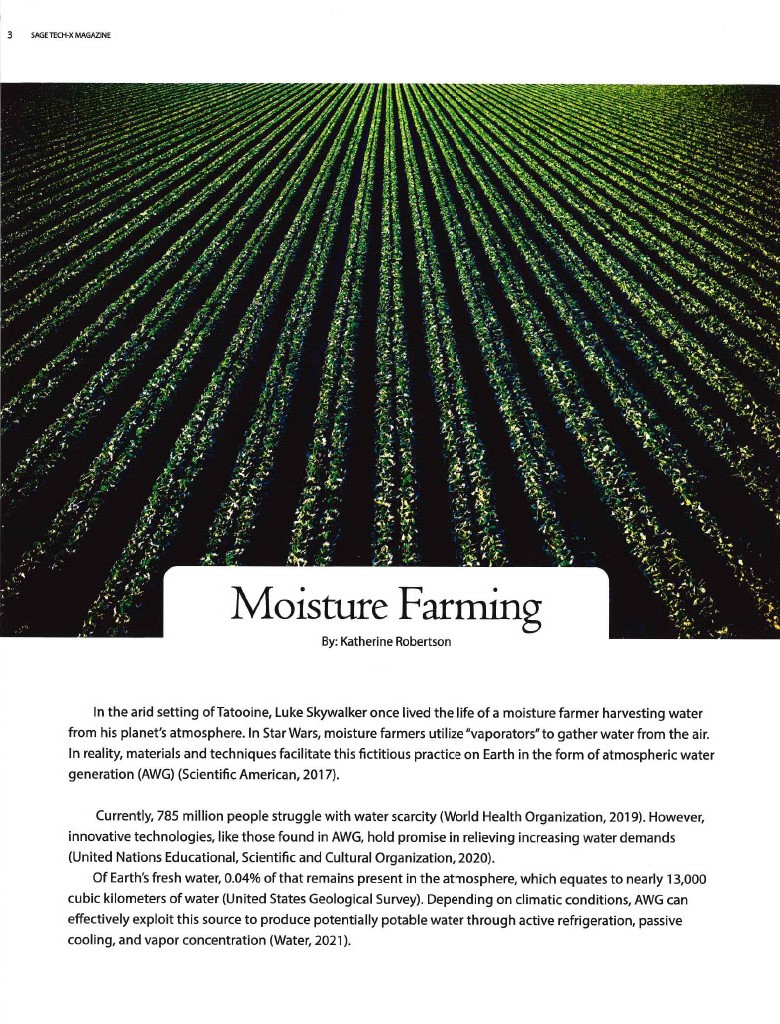 3 SAGE TECH-X MAGAZINE
Moisture Farming
By: Katherine Robertson
In the arid setting of Tatooine, Luke Skywalker once lived the life of a moisture farmer harvesting water
from his planet's atmosphere. In Star Wars, moisture farmers utilize "vaporators" to gather water from the air.
In reality, materials and techniques facilitate this fictitious practice on Earth in the form of atmospheric water
generation (AWG) (Scientific American, 2017).
Currently, 785 million people struggle with water scarcity (World Health Organization, 2019). However,
innovative technologies, like those found in AWG, hold promise in relieving increasing water demands
(United Nations Educational, Scientific and Cultural Organization, 2020).
Of Earth's fresh water, 0.04% of that remains present in the atmosphere, which equates to nearly 13,000
cubic kilometers of water (United States Geological Survey). Depending on climatic conditions, AWG can
effectively exploit this source to produce potentially potable water through active refrigeration, passive
cooling, and vapor concentration (Water, 2021).